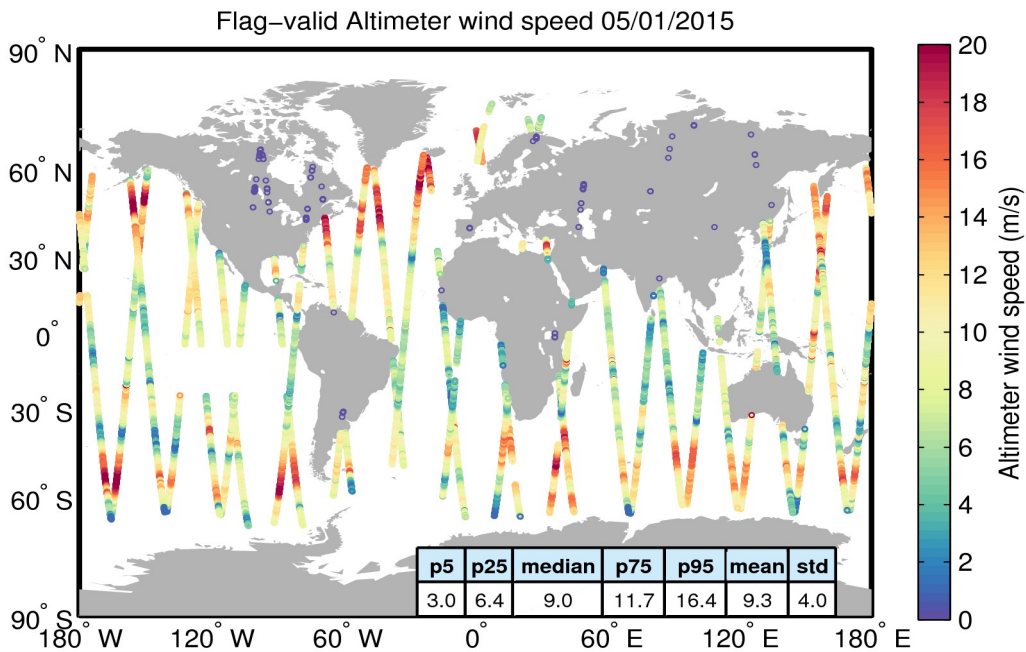 Flag−valid Altimeter wind speed 05/01/2015
90° N
60° N
30° N
0°
30° S
60° S
90° S
180° W
120° W
60° W
0°
60° E
120° E
180° E
p5 p25 median p75 p95 mean std
3.0 6.4 9.0 11.7 16.4 9.3 4.0
20
18
16
14
12
10
8
6
4
2
0
Altimeter wind speed (m/s)